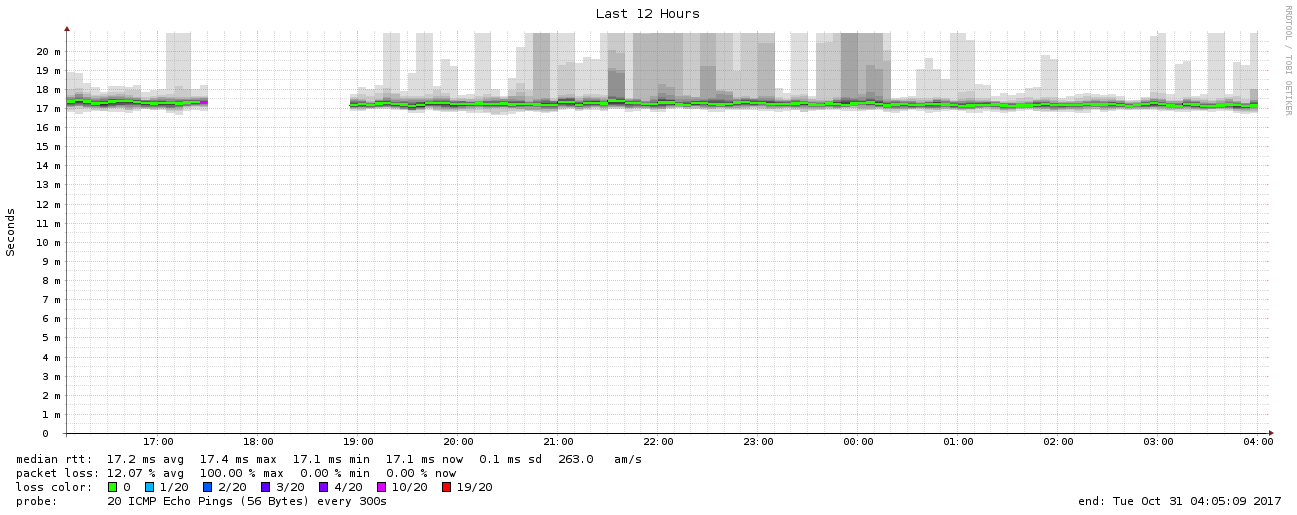 Last 12 Hours
RRDTOOL / TOBI OETIKER
20 m
19 m
18 m
17 m
16 m
15 m
14 m
13 m
12 m
11 m
10 m
9 m
8 m
7 m
6 m
5 m
4 m
3 m
2 m
1 m
0
Seconds
17:00 18:00 19:00 20:00 21:00 22:00 23:00 00:00 01:00 02:00 03:00 04:00
median rtt: 17.2 ms avg 17.4 ms max 17.1 ms min 17.1 ms now 0.1 ms sd 263.0 am/s
packet loss: 12.07 % avg 100.00 % max 0.00 % min 0.00 % now
loss color: 0 1/20 2/20 3/20 4/20 10/20 19/20
probe: 20 ICMP Echo Pings (56 Bytes) every 300s end: Tue Oct 31 04:05:09 2017